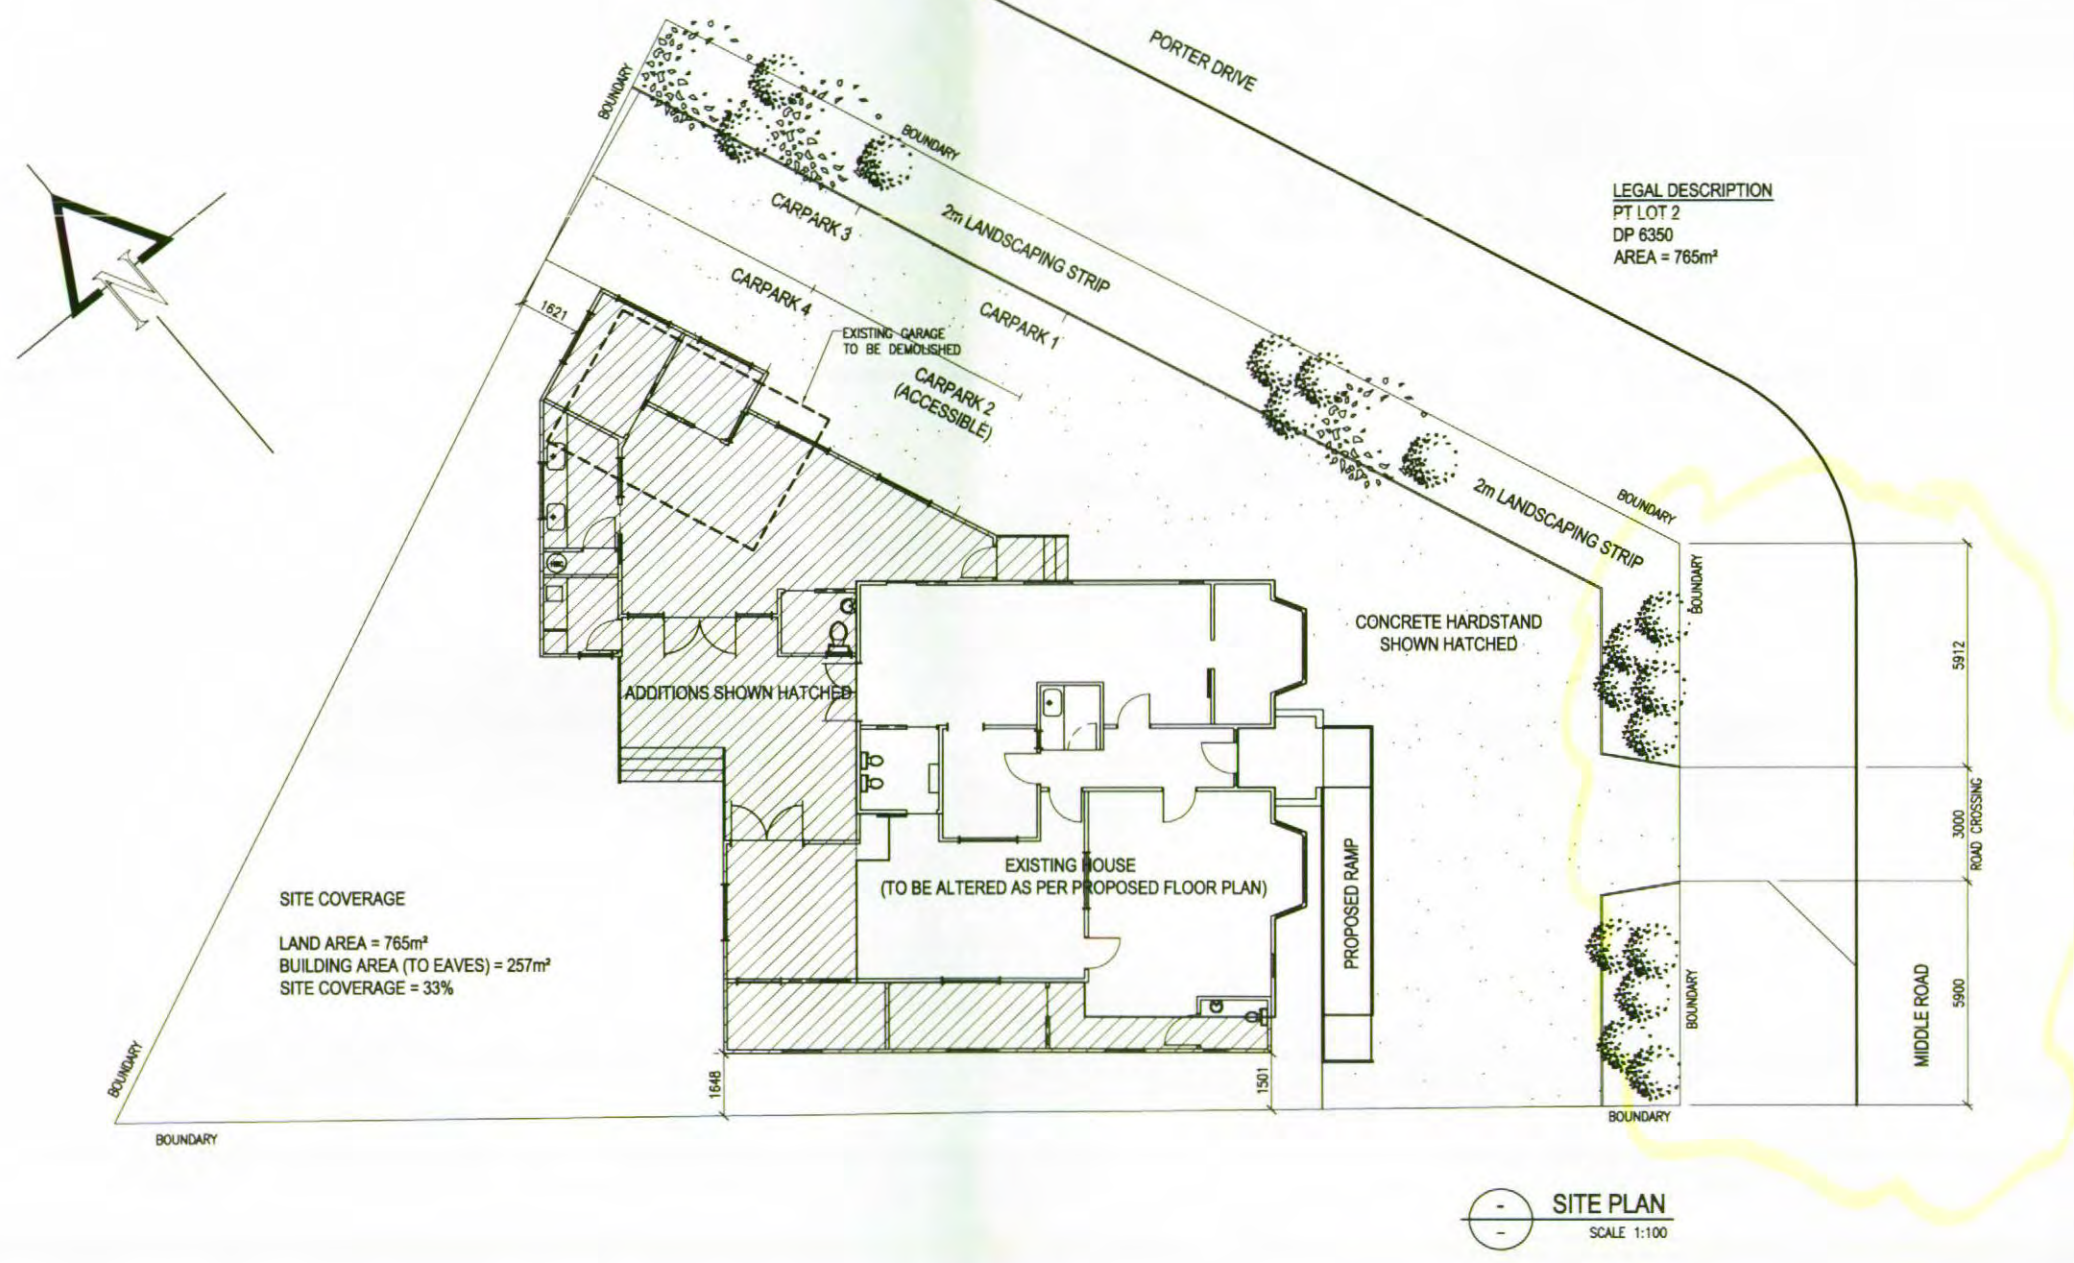 PORTER DRIVE
BOUNDARY
BOUNDARY
LEGAL DESCRIPTION
PT LOT 2
DP 6350
AREA = 765m²
N
CARPARK 3
2m LANDSCAPING STRIP
CARPARK 4
CARPARK 1
1621
EXISTING GARAGE
TO BE DEMOLISHED
CARPARK 2
(ACCESSIBLE)
2m LANDSCAPING STRIP
BOUNDARY
BOUNDARY
CONCRETE HARDSTAND
SHOWN HATCHED
5912
ADDITIONS SHOWN HATCHED
3000
ROAD CROSSING
EXISTING HOUSE
(TO BE ALTERED AS PER PROPOSED FLOOR PLAN)
PROPOSED RAMP
SITE COVERAGE
LAND AREA = 765m²
BUILDING AREA (TO EAVES) = 257m²
SITE COVERAGE = 33%
BOUNDARY
MIDDLE ROAD
5900
BOUNDARY
1648
1501
BOUNDARY
BOUNDARY
SITE PLAN
SCALE 1:100